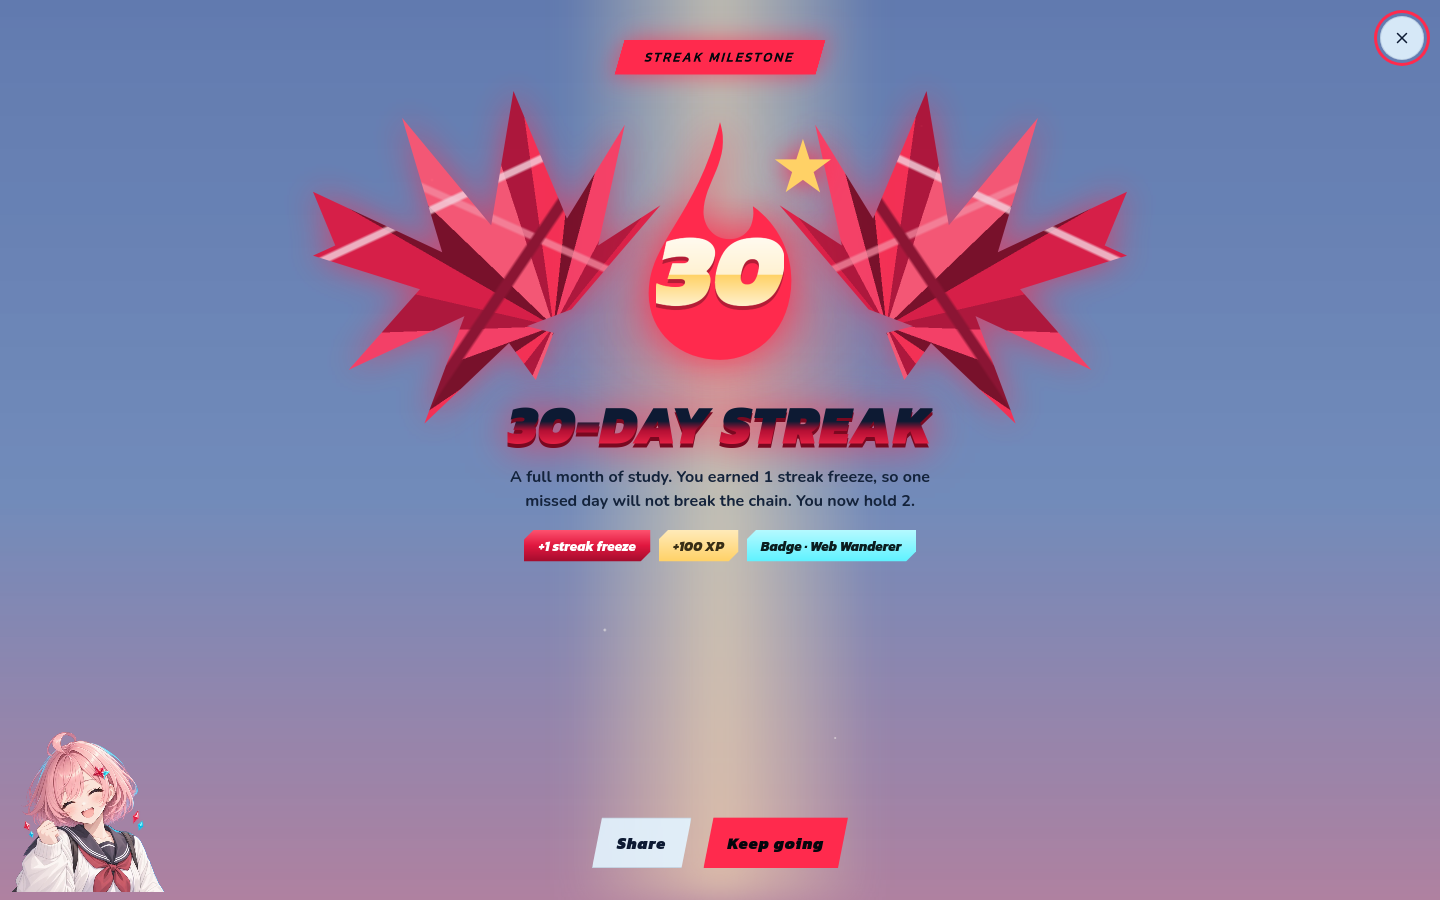 STREAK MILESTONE
30
30-DAY STREAK
A full month of study. You earned 1 streak freeze, so one
missed day will not break the chain. You now hold 2.
+1 streak freeze
+100 XP
Badge · Web Wanderer
Share
Keep going